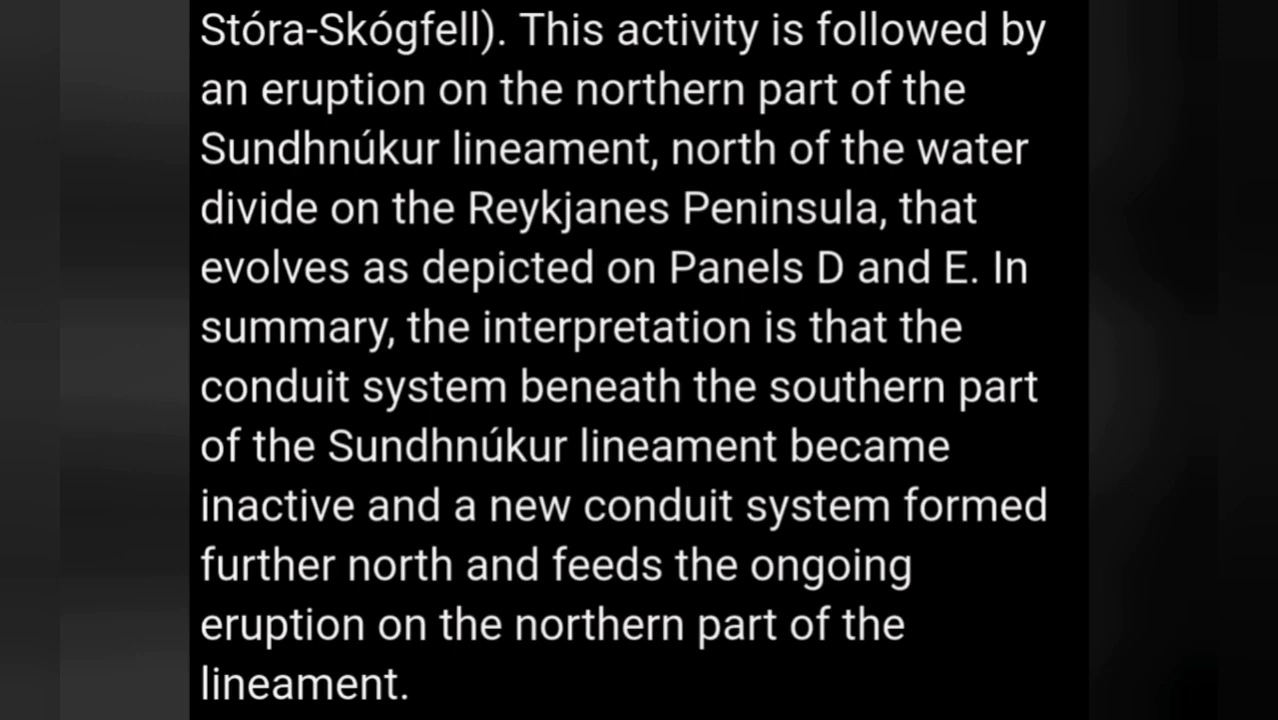 Stóra-Skógfell). This activity is followed by
an eruption on the northern part of the
Sundhnúkur lineament, north of the water
divide on the Reykjanes Peninsula, that
evolves as depicted on Panels D and E. In
summary, the interpretation is that the
conduit system beneath the southern part
of the Sundhnúkur lineament became
inactive and a new conduit system formed
further north and feeds the ongoing
eruption on the northern part of the
lineament.